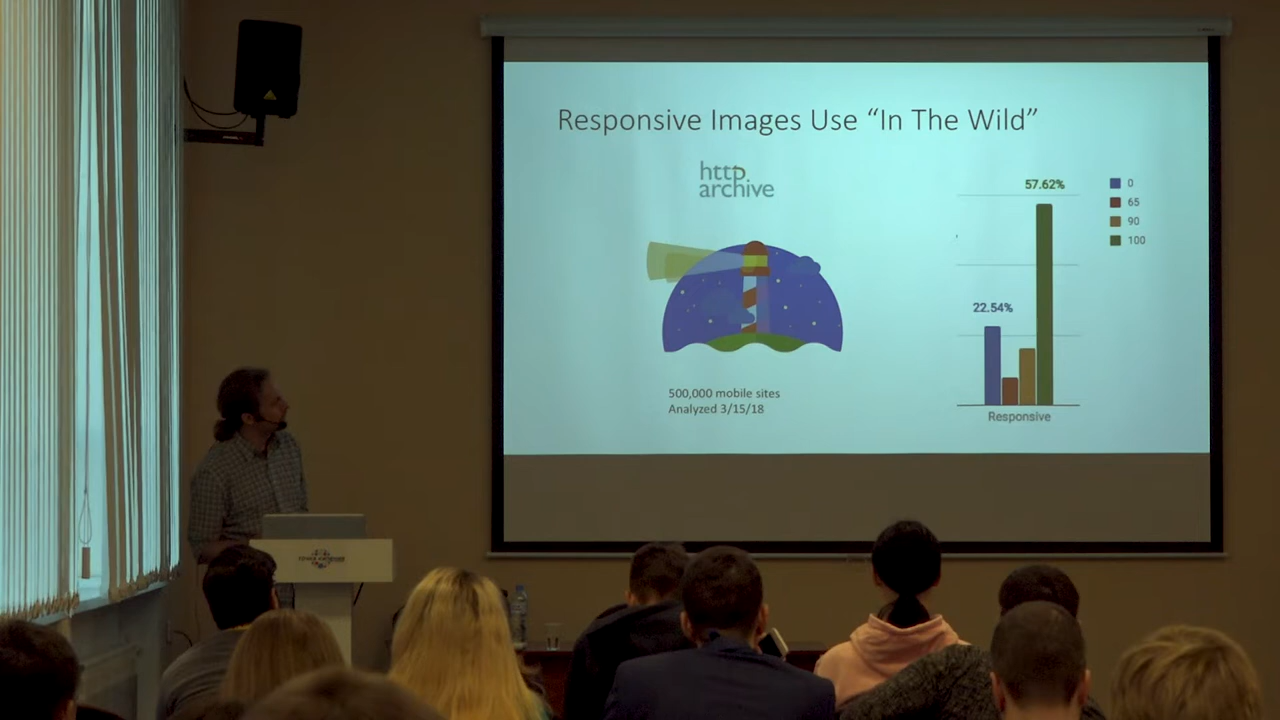 Responsive Images Use “In The Wild”
http
archive
500,000 mobile sites
Analyzed 3/15/18
57.62%
22.54%
0
65
90
100
Responsive